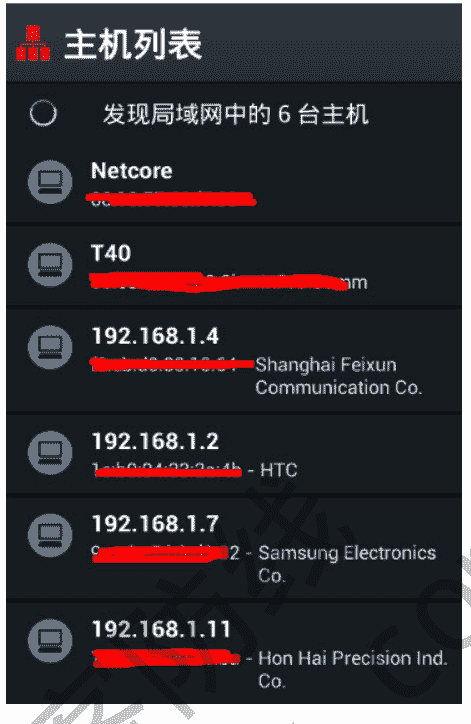 主机列表
发现局域网中的 6 台主机
Netcore
T40
mm
192.168.1.4
- Shanghai Feixun
Communication Co.
192.168.1.2
- HTC
192.168.1.7
2 - Samsung Electronics
Co.
192.168.1.11
- Hon Hai Precision Ind.
Co.